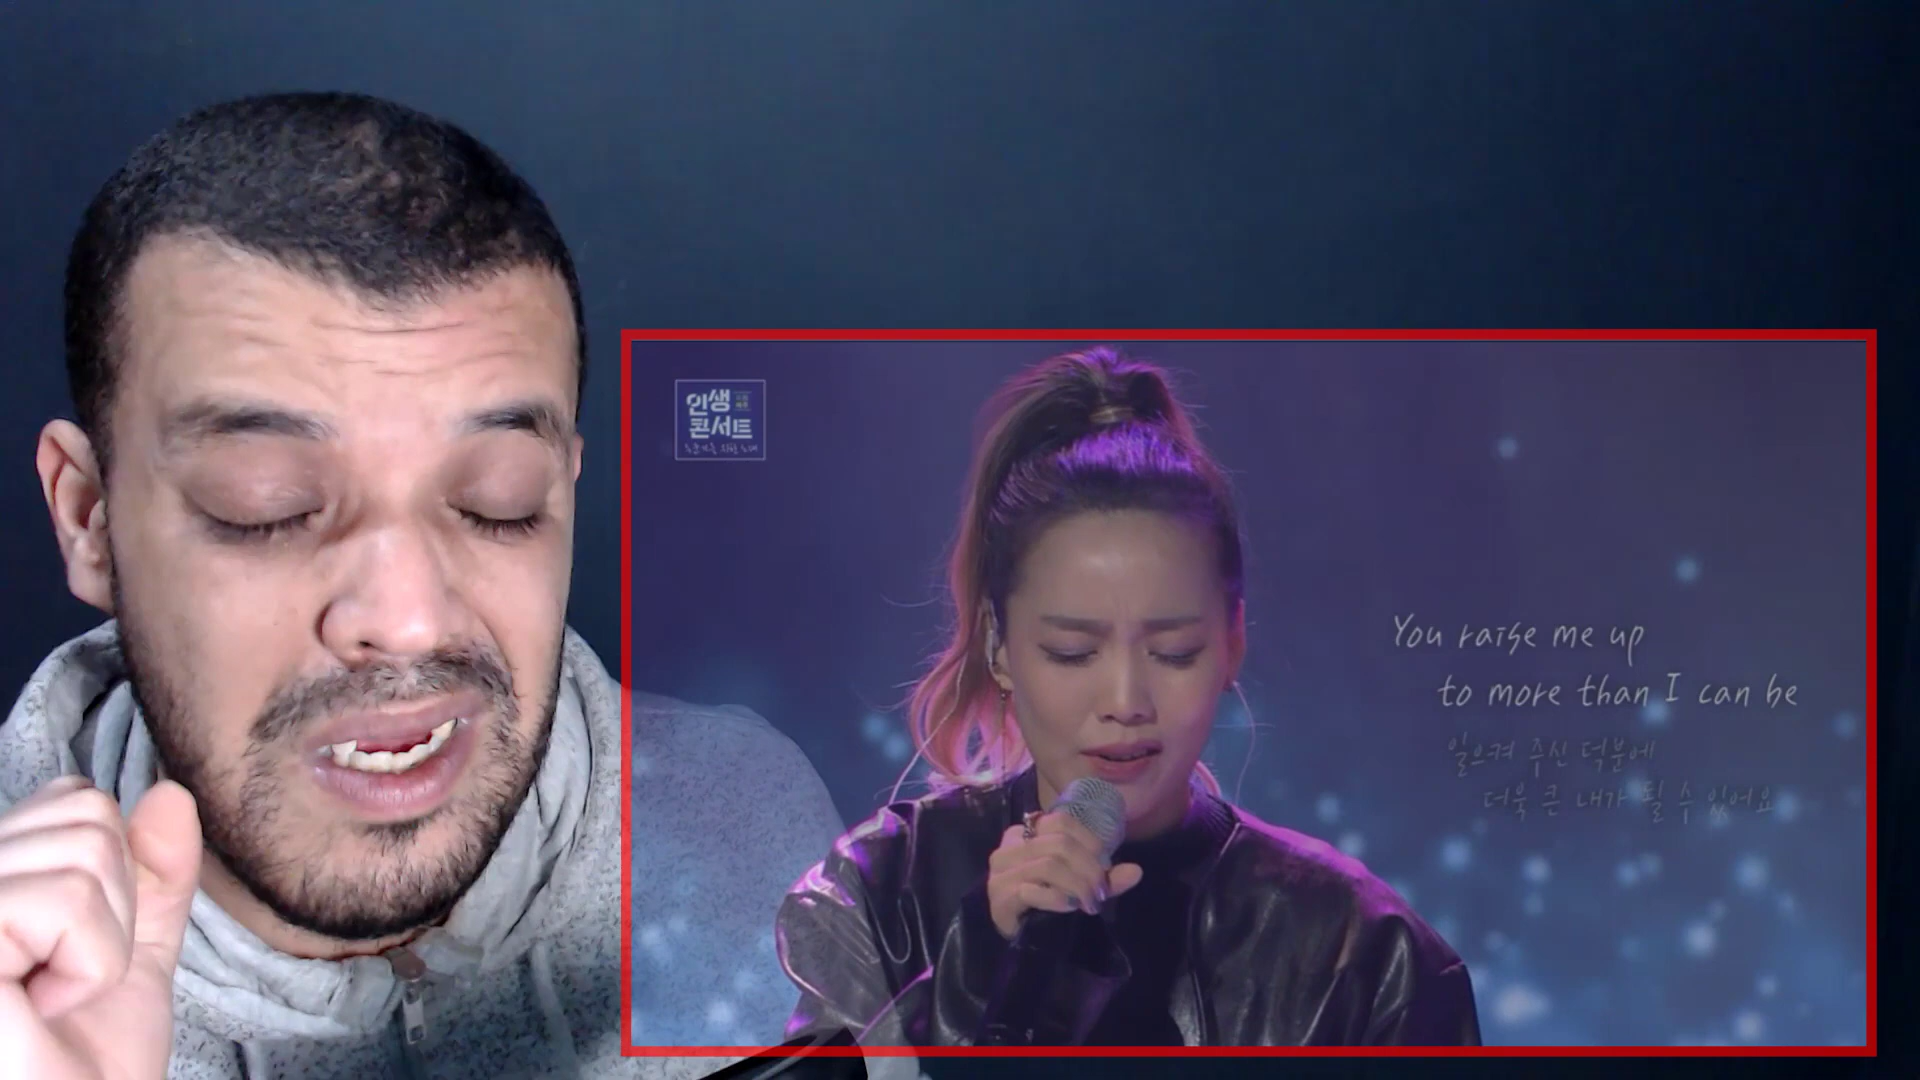 인생
콘서트
You raise me up
to more than I can be
일으켜 주신 덕분에
더욱 큰 내가 될 수 있어요